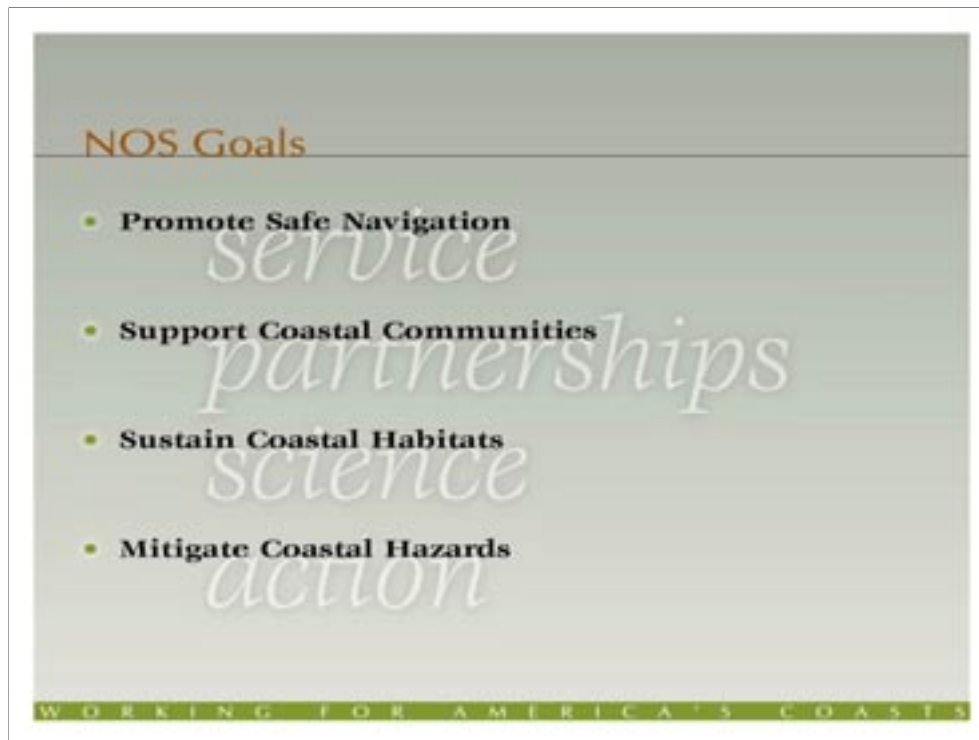 NOS Goals
• Promote Safe Navigation
service
• Support Coastal Communities
partnerships
• Sustain Coastal Habitats
science
• Mitigate Coastal Hazards
action
WORKING FOR AMERICA'S COASTS